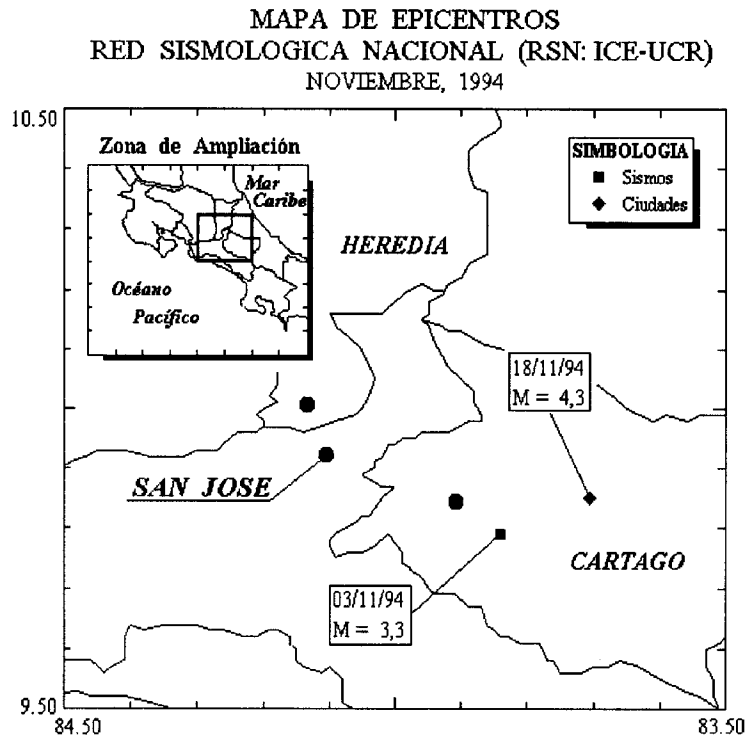 MAPA DE EPICENTROS
RED SISMOLOGICA NACIONAL (RSN: ICE-UCR)
NOVIEMBRE, 1994
10.50
Zona de Ampliación
Mar
Caribe
Océano
Pacífico
SIMBOLOGIA
Sismos
Ciudades
HEREDIA
18/11/94
M = 4,3
SAN JOSE
CARTAGO
03/11/94
M = 3,3
9.50
84.50
83.50